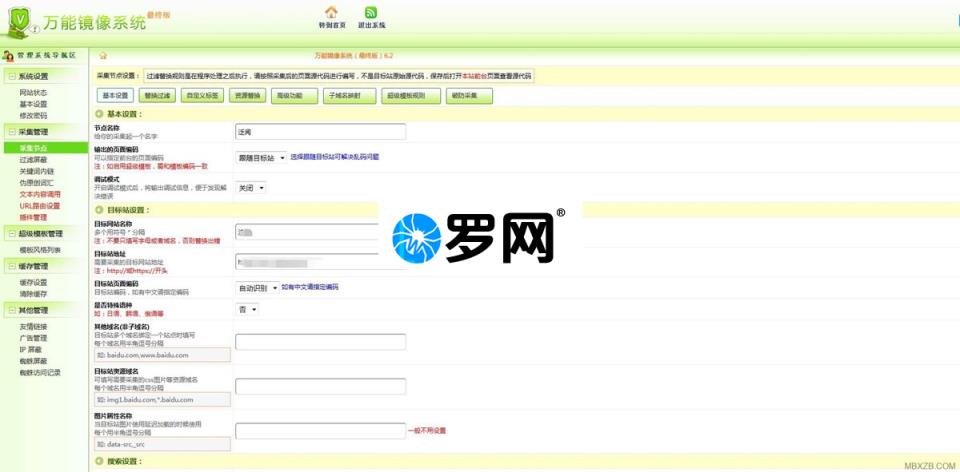 万能镜像系统 最终版
转到首页 退出系统
管理系统导航区
万能镜像系统（最终版）6.2
系统设置
网站状态
基本设置
修改密码
采集管理
采集节点
过滤屏蔽
关键词内链
伪原创词汇
文本内容调用
URL路由设置
插件管理
超级模板管理
模板风格列表
缓存管理
缓存设置
清除缓存
其他管理
友情链接
广告管理
IP 屏蔽
蜘蛛屏蔽
蜘蛛访问记录
采集节点设置： 过滤替换规则是在程序处理之后执行，请按照采集后的页面源代码进行编写，不是目标站原始源代码，保存后打开本站前台页面查看源代码
基本设置 替换过滤 自定义标签 资源替换 高级功能 子域名映射 超级模板规则 破防采集
基本设置：
节点名称
给你的采集起一个名字
泛阅
输出的页面编码
可以指定前台的页面编码
注：如启用超级模板，需和模板编码一致
跟随目标站 选择跟随目标站可解决乱码问题
调试模式
开启调试模式后，将输出调试信息，便于发现解
决错误
关闭
目标站设置：
目标网站名称
多个用符号 * 分隔
注：不要只填写字母或者域名，否则替换出错
目标站地址
需要采集的目标网站地址
注：http://或https://开头
目标站页面编码
目标站编码，如有中文请指定编码
自动识别 如有中文请指定编码
是否特殊语种
如：日语、韩语、俄语等
否
其他域名(非子域名)
目标站多个域名绑定一个站点时填写
每个域名用半角逗号分隔
如: baidu.com,www.baidu.com
目标站资源域名
可填写需要采集的css图片等资源域名
每个域名用半角逗号分隔
如: img1.baidu.com,*.baidu.com
图片属性名称
当目标站图片使用延迟加载的时候使用
每个用半角逗号分隔
如: data-src,_src
一般不用设置
搜索设置：
罗网®
MBXZB.COM